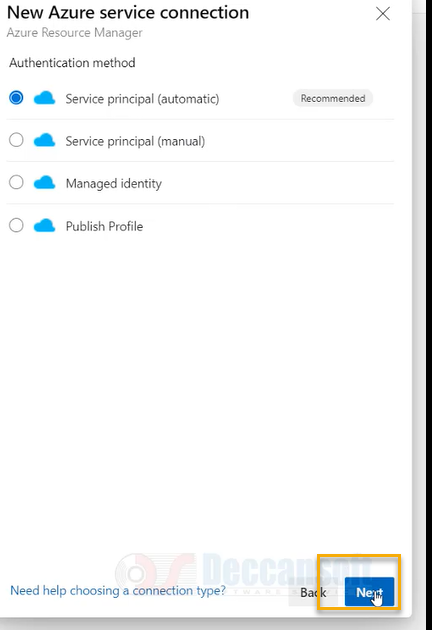 New Azure service connection
Azure Resource Manager
Authentication method
Service principal (automatic)
Recommended
Service principal (manual)
Managed identity
Publish Profile
Deccansoft
Need help choosing a connection type?
Back
Next